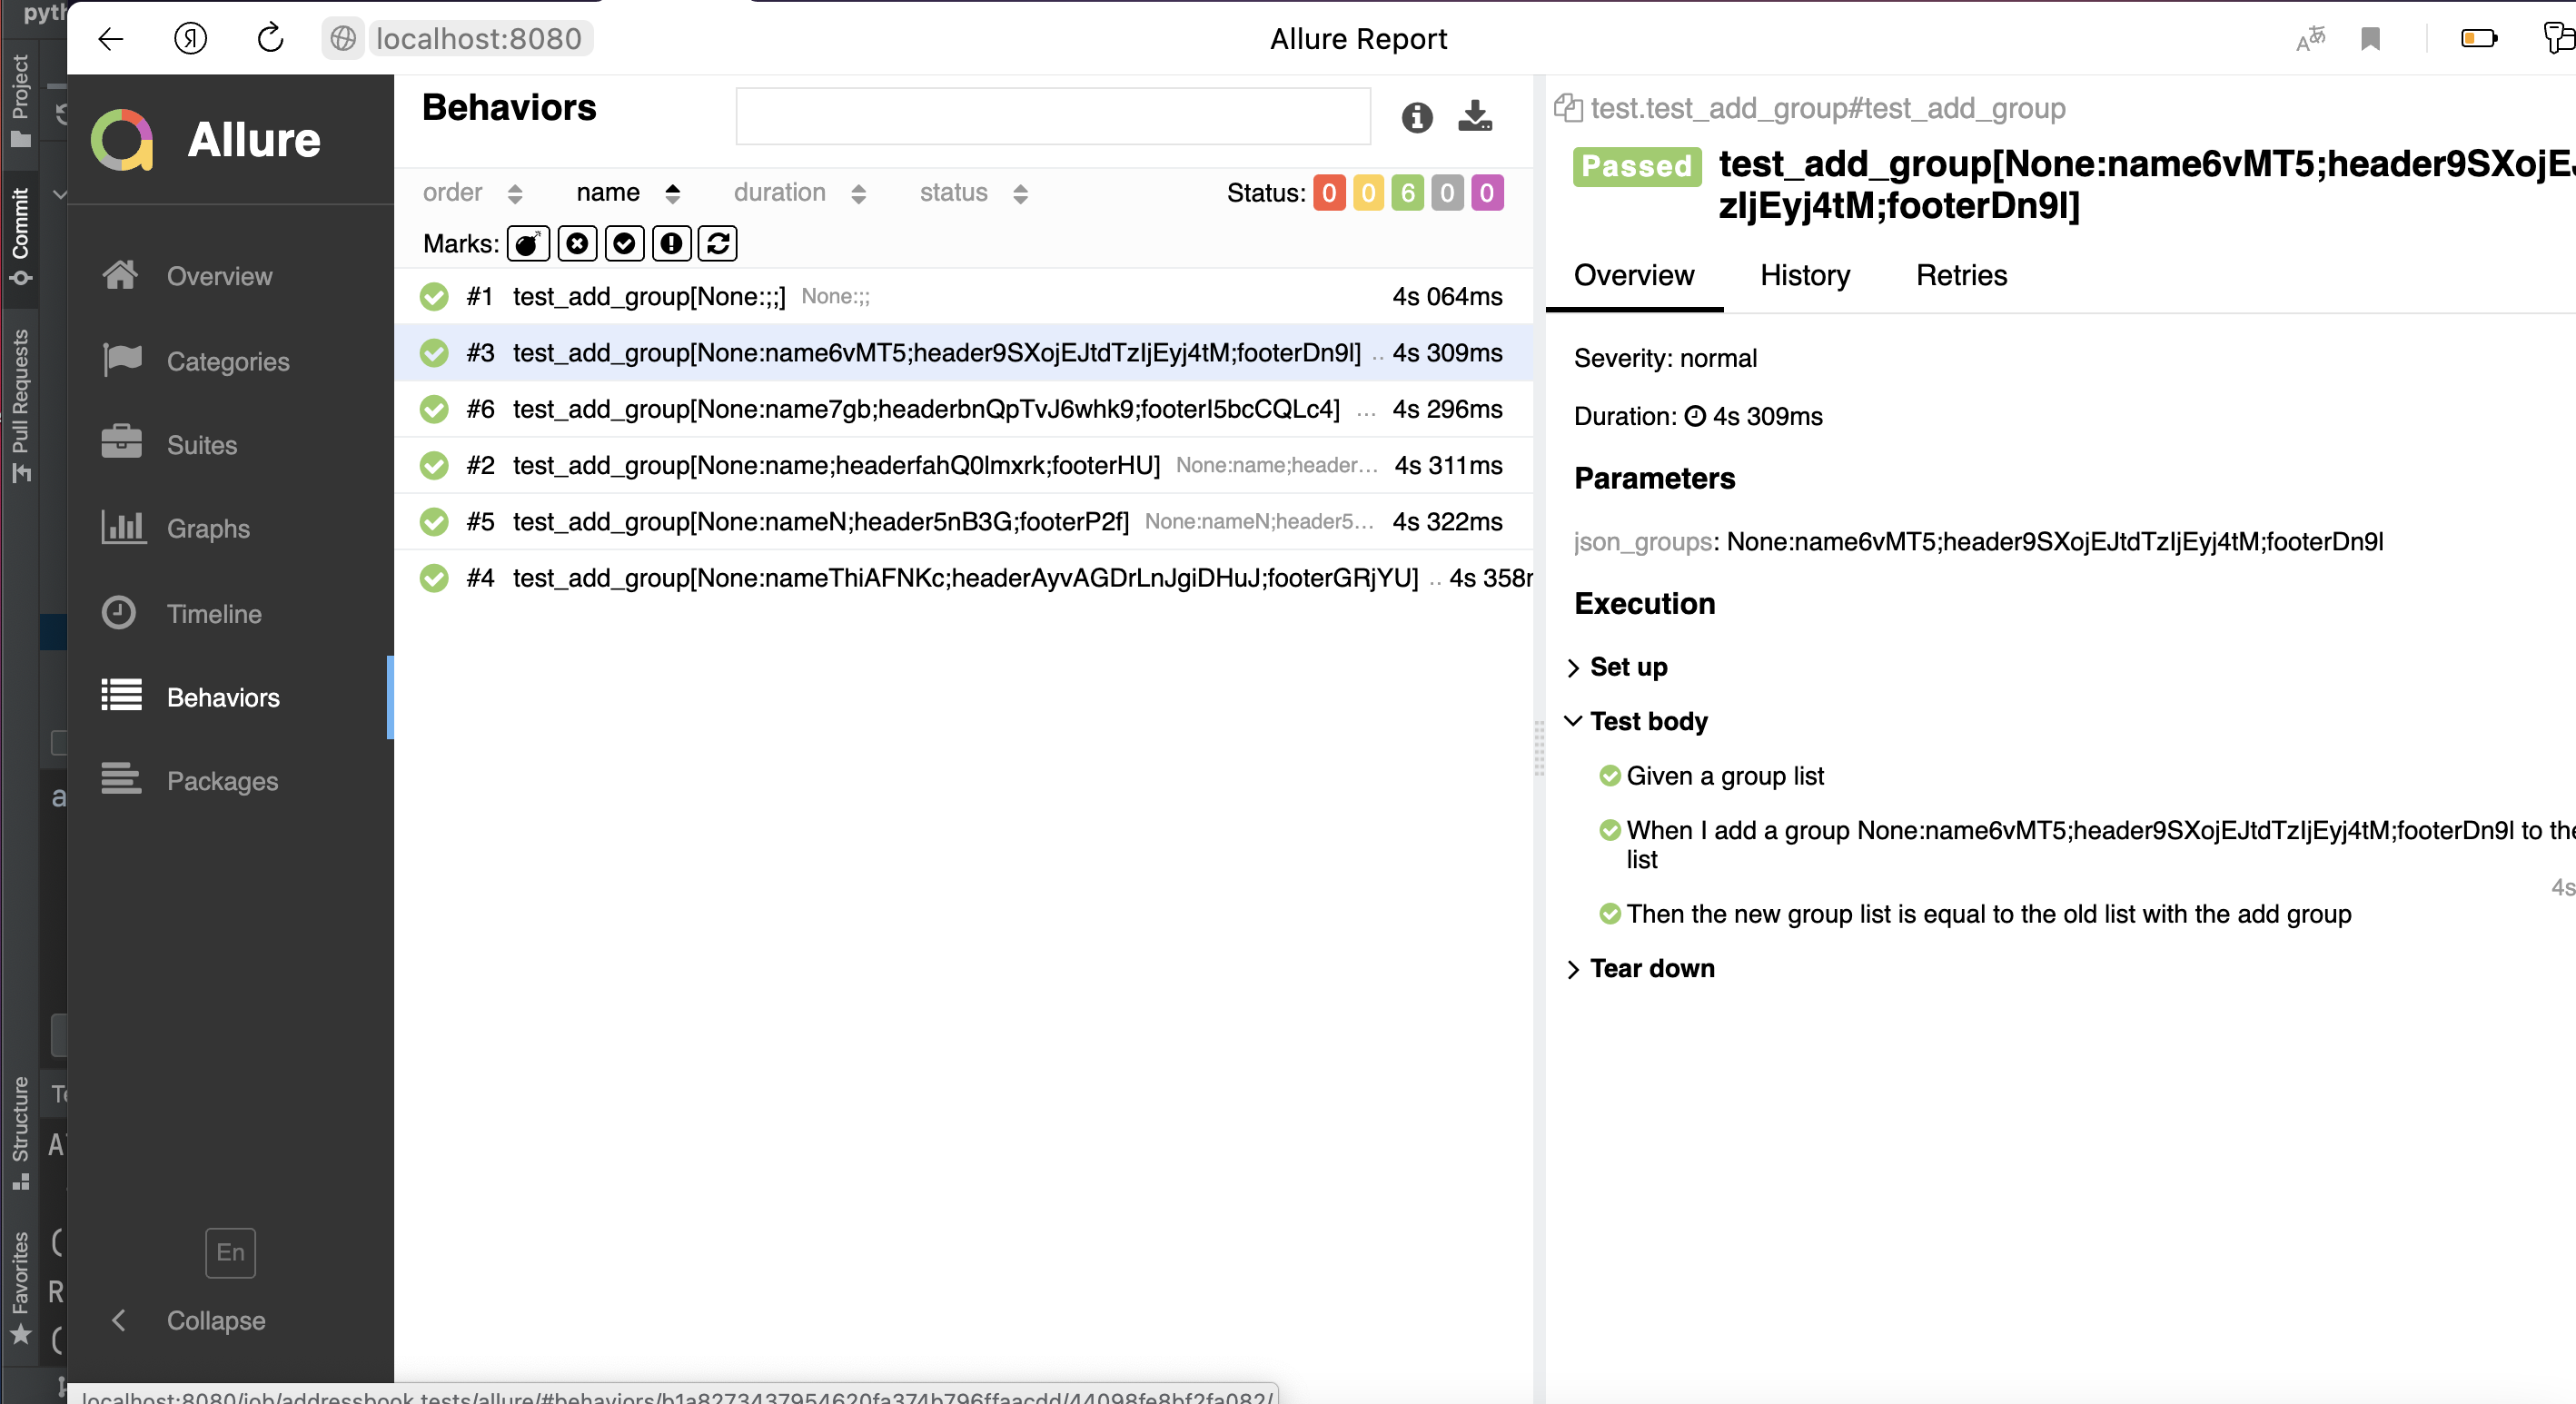 pyth
Project
Commit
Pull Requests
Structure
Favorites
localhost:8080
Allure Report
Allure
Overview
Categories
Suites
Graphs
Timeline
Behaviors
Packages
En
Collapse
Behaviors
order name duration status Status: 0 0 6 0 0
Marks:
#1 test_add_group[None:;;] None:;; 4s 064ms
#3 test_add_group[None:name6vMT5;header9SXojEJtdTzIjEyj4tM;footerDn9l] .. 4s 309ms
#6 test_add_group[None:name7gb;headerbnQpTvJ6whk9;footerI5bcCQLc4] ... 4s 296ms
#2 test_add_group[None:name;headerfahQ0lmxrk;footerHU] None:name;header... 4s 311ms
#5 test_add_group[None:nameN;header5nB3G;footerP2f] None:nameN;header5... 4s 322ms
#4 test_add_group[None:nameThiAFNKc;headerAyvAGDrLnJgiDHuJ;footerGRjYU] .. 4s 358m
test.test_add_group#test_add_group
Passed test_add_group[None:name6vMT5;header9SXojEJ
zIjEyj4tM;footerDn9l]
Overview History Retries
Severity: normal
Duration: 4s 309ms
Parameters
json_groups: None:name6vMT5;header9SXojEJtdTzIjEyj4tM;footerDn9l
Execution
Set up
Test body
Given a group list
When I add a group None:name6vMT5;header9SXojEJtdTzIjEyj4tM;footerDn9l to the
list
4s
Then the new group list is equal to the old list with the add group
Tear down
localhost:8080/job/addressbook tests/allure/#behaviors/b1a8273437954620fa374b796ffaacdd/44098fe8bf2fa082/